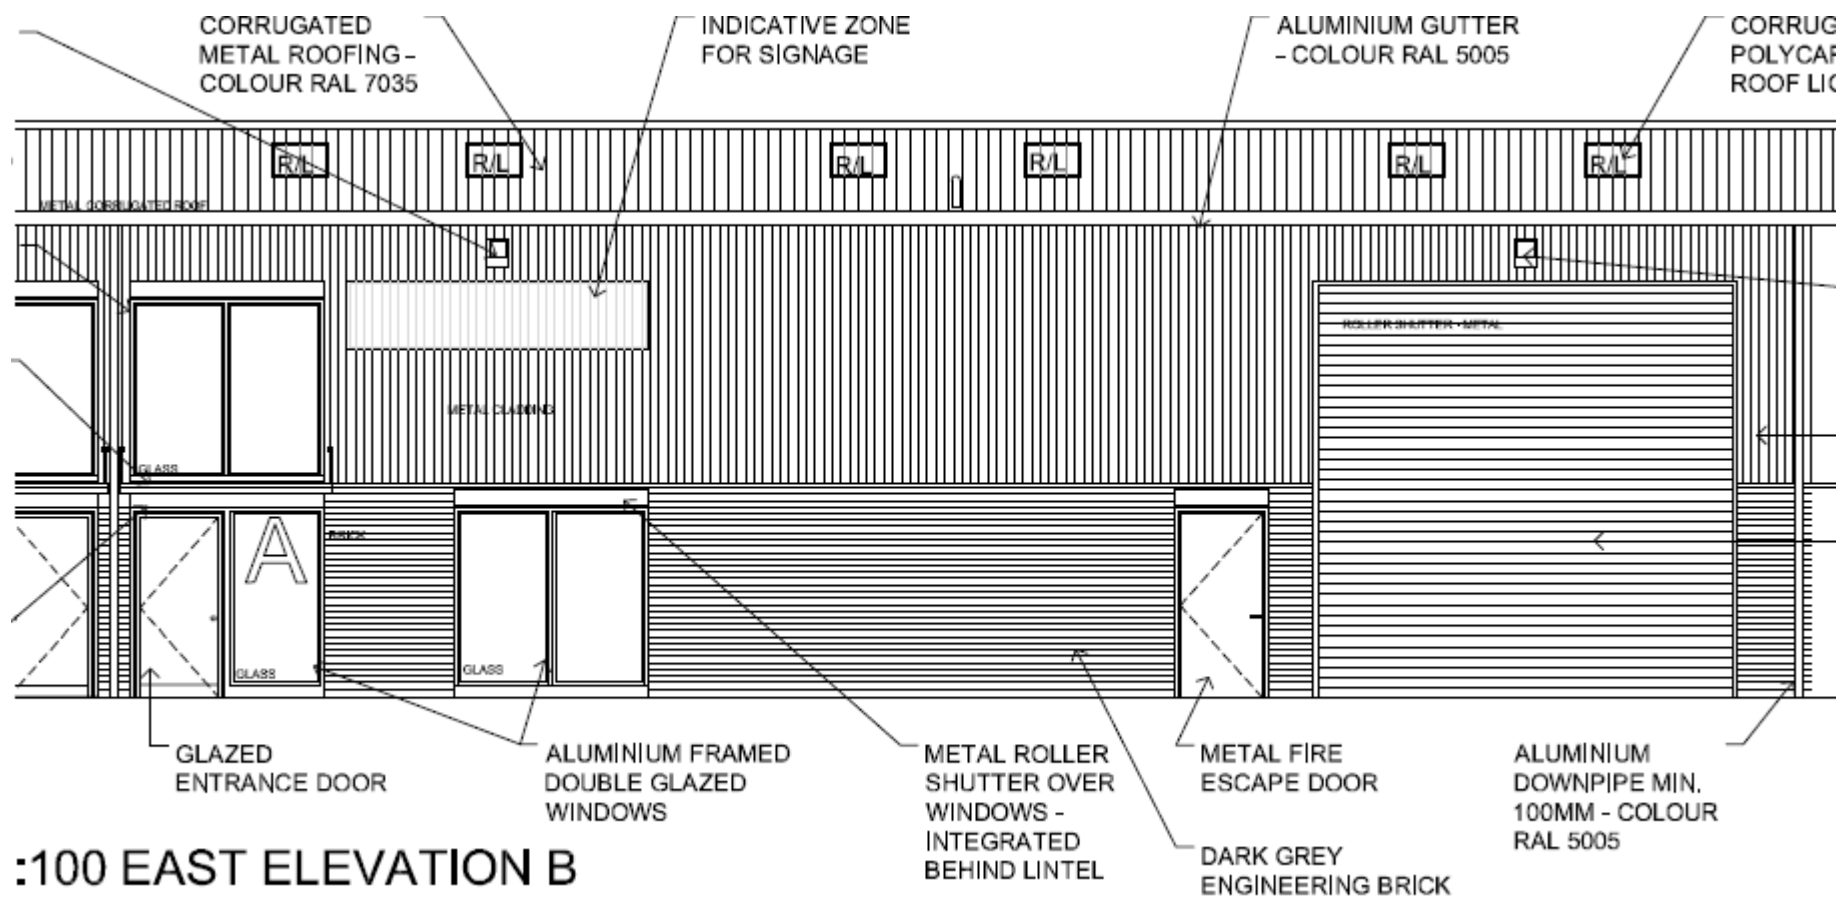 CORRUGATED
METAL ROOFING -
COLOUR RAL 7035
INDICATIVE ZONE
FOR SIGNAGE
ALUMINIUM GUTTER
- COLOUR RAL 5005
CORRUG
POLYCAR
ROOF LIG
R/L
R/L
R/L
R/L
R/L
R/L
METAL CORRUGATED ROOF
ROLLER SHUTTER - METAL
METAL CLADDING
GLASS
A
BRICK
GLASS
GLASS
GLAZED
ENTRANCE DOOR
ALUMINIUM FRAMED
DOUBLE GLAZED
WINDOWS
METAL ROLLER
SHUTTER OVER
WINDOWS -
INTEGRATED
BEHIND LINTEL
METAL FIRE
ESCAPE DOOR
DARK GREY
ENGINEERING BRICK
ALUMINIUM
DOWNPIPE MIN.
100MM - COLOUR
RAL 5005
:100 EAST ELEVATION B